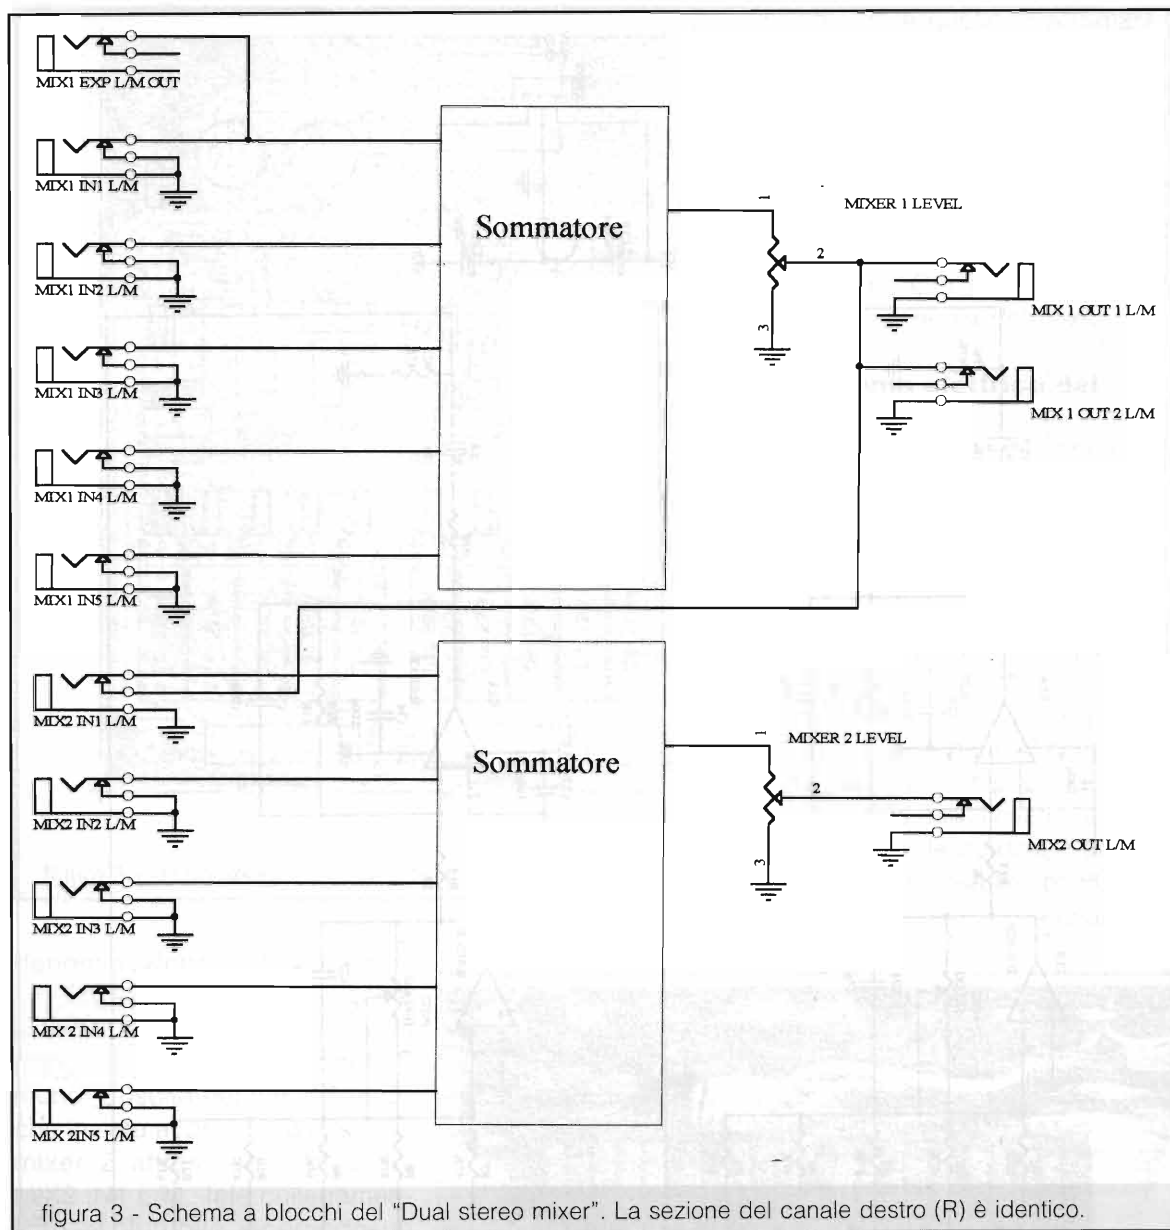 MIX1 EXP L/M OUT
MIX1 IN1 L/M
MIX1 IN2 L/M
MIX1 IN3 L/M
MIX1 IN4 L/M
MIX1 IN5 L/M
Sommatore
1
2
3
MIXER 1 LEVEL
MIX 1 OUT 1 L/M
MIX 1 OUT 2 L/M
MIX2 IN1 L/M
MIX2 IN2 L/M
MIX2 IN3 L/M
MIX 2 IN4 L/M
MIX 2IN5 L/M
Sommatore
1
2
3
MIXER 2 LEVEL
MIX2 OUT L/M
figura 3 - Schema a blocchi del "Dual stereo mixer". La sezione del canale destro (R) è identico.